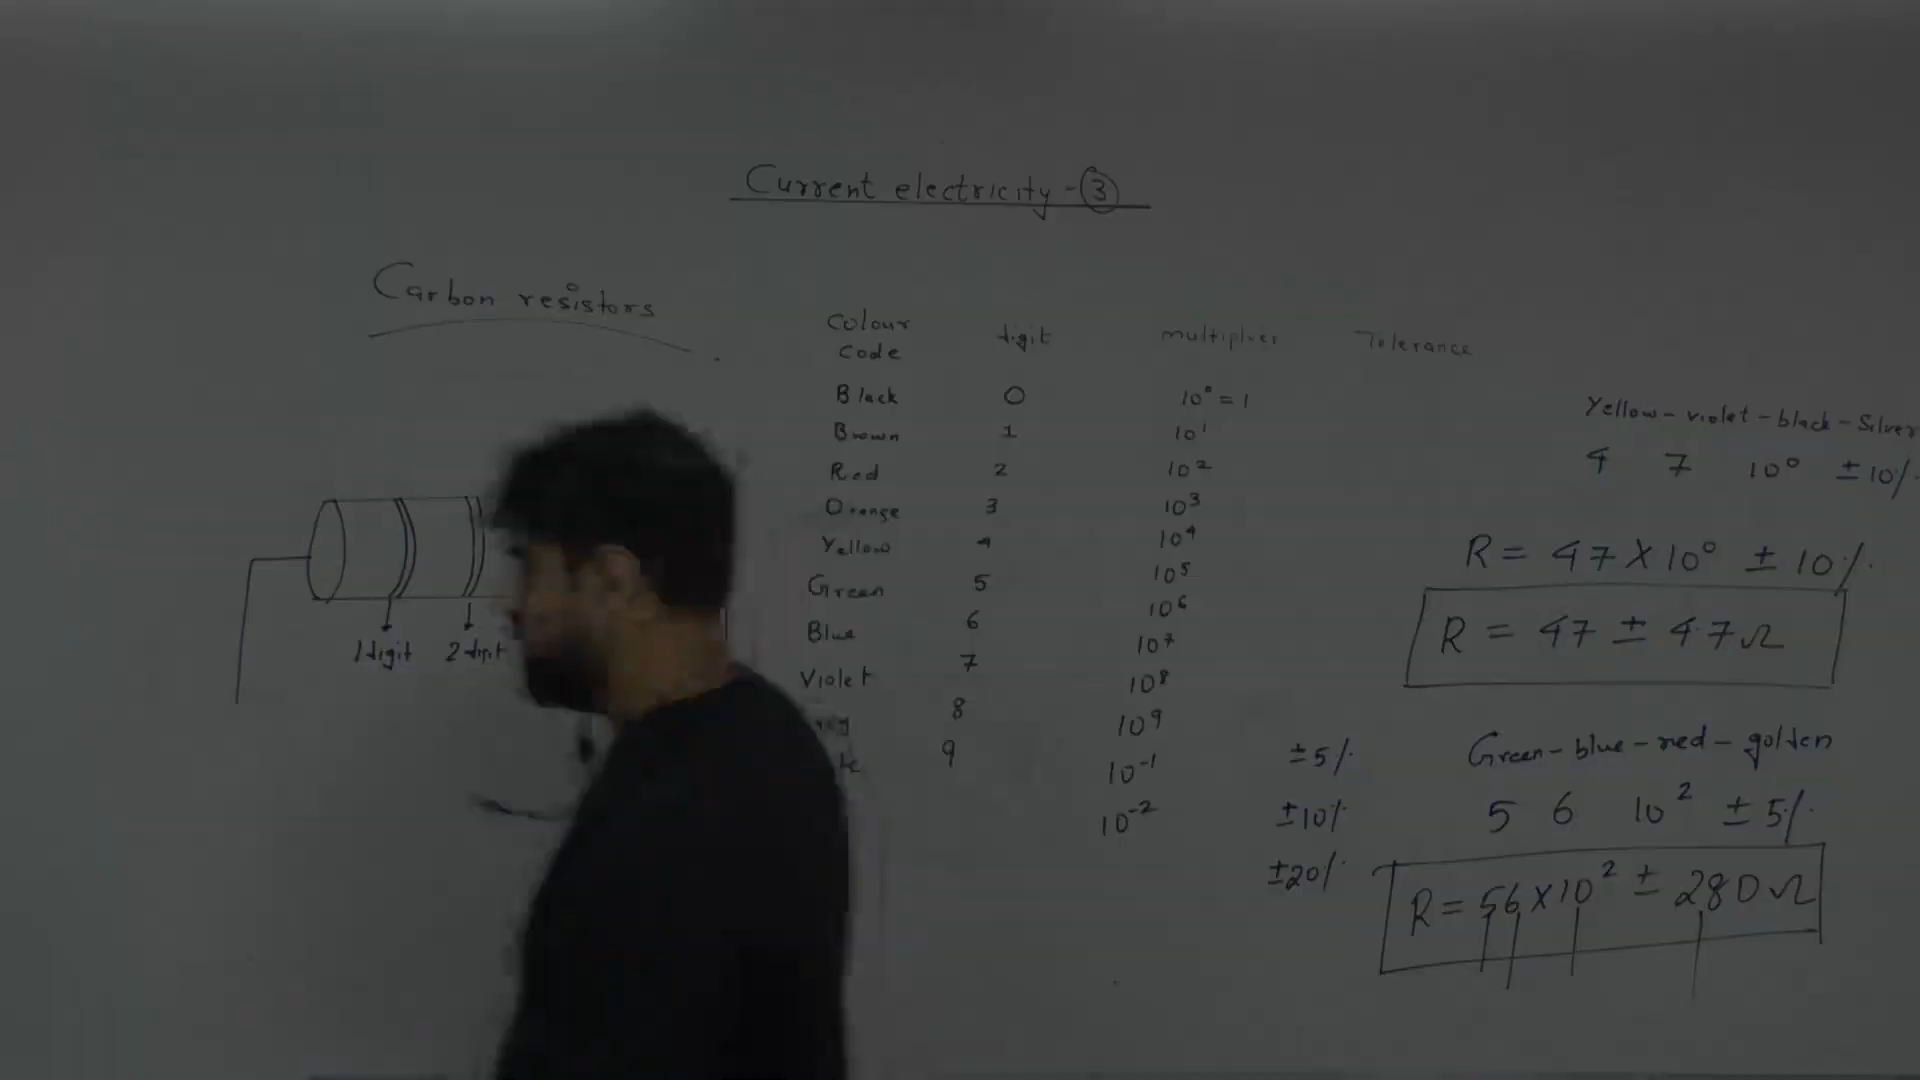 Current electricity - 3
Carbon resistors
1 digit 2 digit
Colour code digit multiplier Tolerance
Black 0 10⁰ = 1
Brown 1 10¹
Red 2 10²
Orange 3 10³
Yellow 4 10⁴
Green 5 10⁵
Blue 6 10⁶
Violet 7 10⁷
8 10⁸
9 10⁹
10⁻¹ ±5%
10⁻² ±10%
±20%
Yellow - violet - black - Silver
4 7 10⁰ ±10%
R = 47 X 10⁰ ± 10%
R = 47 ± 4.7Ω
Green - blue - red - golden
5 6 10² ±5%
R = 56 X 10² ± 280Ω